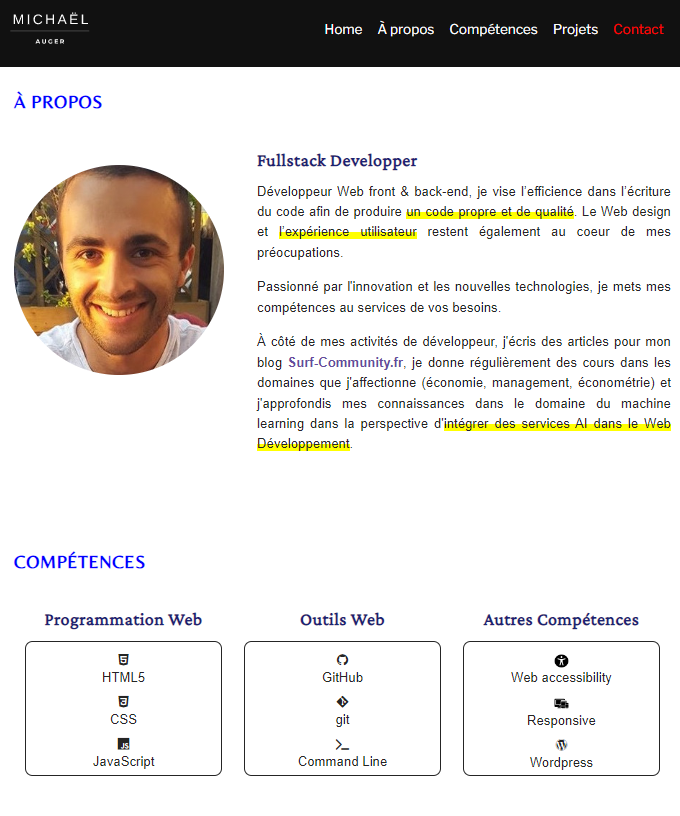 MICHAËL
AUGER
Home À propos Compétences Projets Contact
À PROPOS
Fullstack Developper
Développeur Web front & back-end, je vise l'efficience dans l'écriture
du code afin de produire un code propre et de qualité. Le Web design
et l'expérience utilisateur restent également au coeur de mes
préocupations.
Passionné par l'innovation et les nouvelles technologies, je mets mes
compétences au services de vos besoins.
À côté de mes activités de développeur, j'écris des articles pour mon
blog Surf-Community.fr, je donne régulièrement des cours dans les
domaines que j'affectionne (économie, management, économétrie) et
j'approfondis mes connaissances dans le domaine du machine
learning dans la perspective d'intégrer des services AI dans le Web
Développement.
COMPÉTENCES
Programmation Web
HTML5
CSS
JS
JavaScript
Outils Web
GitHub
git
Command Line
Autres Compétences
Web accessibility
Responsive
Wordpress